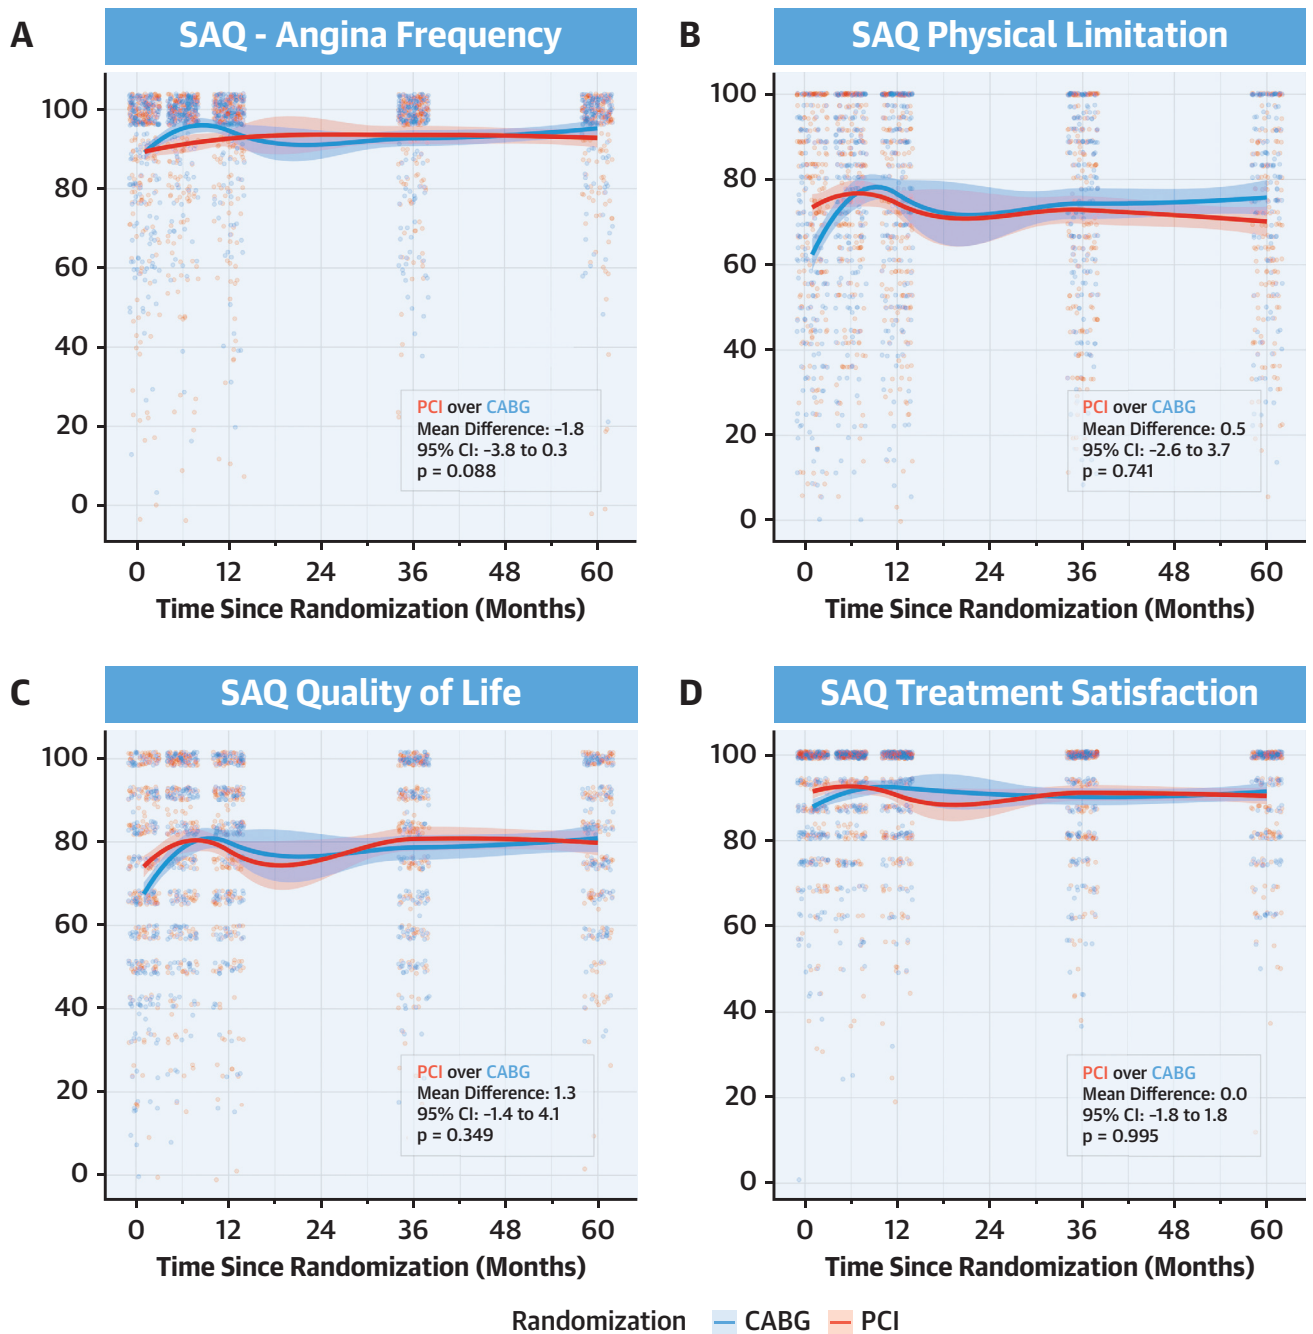 A
SAQ - Angina Frequency
100
80
60
40
20
0
PCI over CABG
Mean Difference: –1.8
95% CI: –3.8 to 0.3
p = 0.088
0 12 24 36 48 60
Time Since Randomization (Months)
B
SAQ Physical Limitation
100
80
60
40
20
0
PCI over CABG
Mean Difference: 0.5
95% CI: –2.6 to 3.7
p = 0.741
0 12 24 36 48 60
Time Since Randomization (Months)
C
SAQ Quality of Life
100
80
60
40
20
0
PCI over CABG
Mean Difference: 1.3
95% CI: –1.4 to 4.1
p = 0.349
0 12 24 36 48 60
Time Since Randomization (Months)
D
SAQ Treatment Satisfaction
100
80
60
40
20
0
PCI over CABG
Mean Difference: 0.0
95% CI: –1.8 to 1.8
p = 0.995
0 12 24 36 48 60
Time Since Randomization (Months)
Randomization CABG PCI